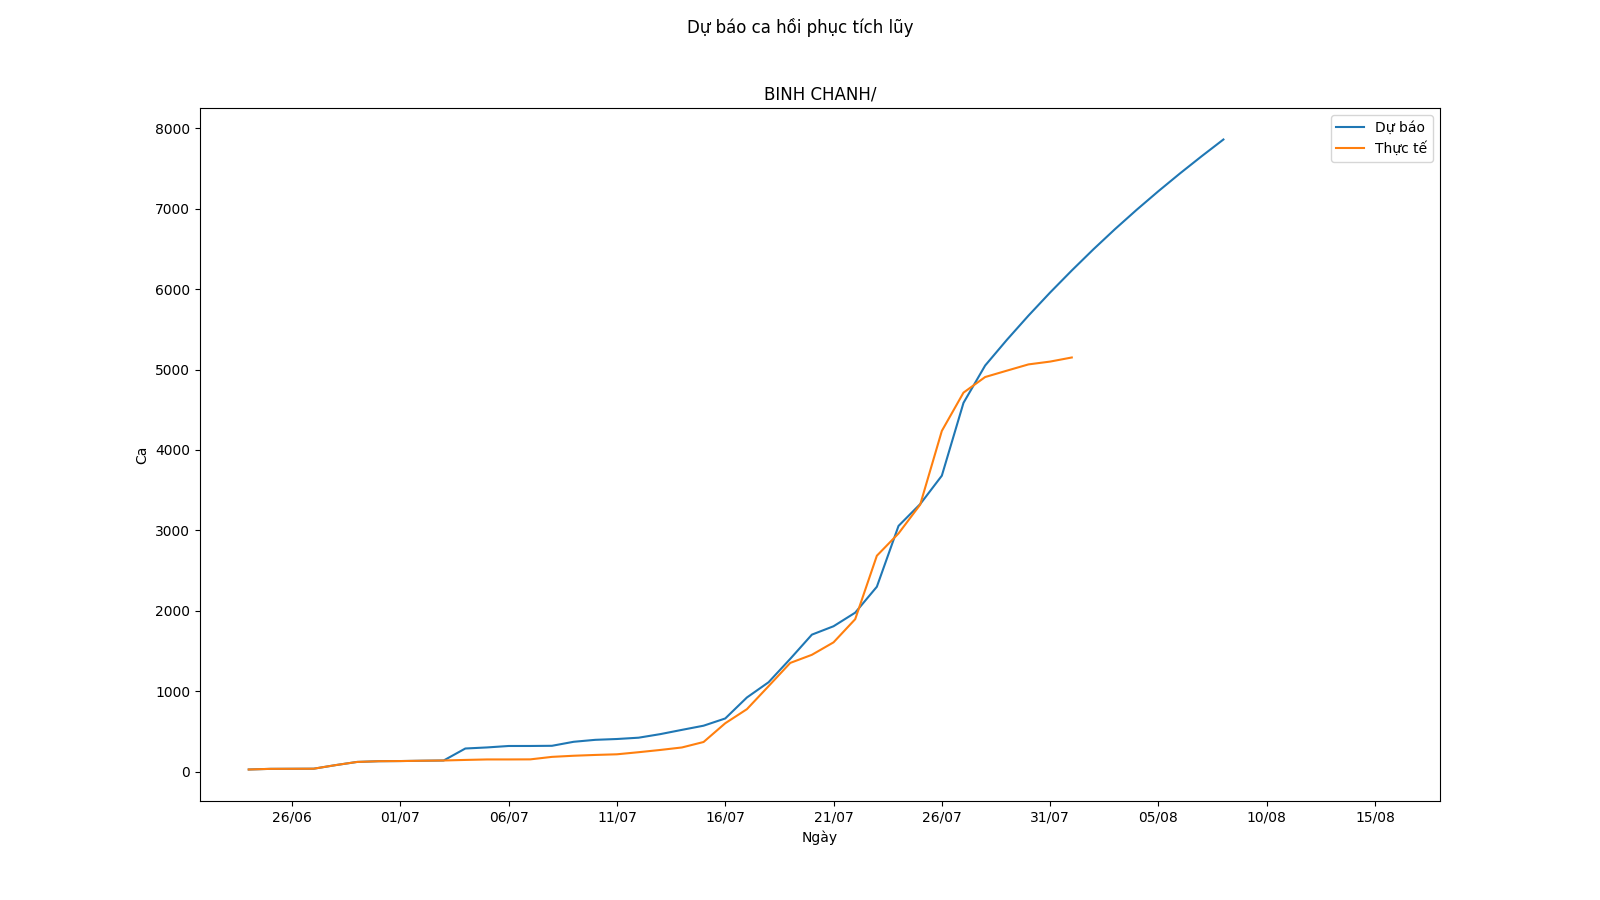 Dự báo ca hồi phục tích lũy
BINH CHANH/
Dự báo
Thực tế
8000
7000
6000
5000
4000
3000
2000
1000
0
Ca
26/06 01/07 06/07 11/07 16/07 21/07 26/07 31/07 05/08 10/08 15/08
Ngày